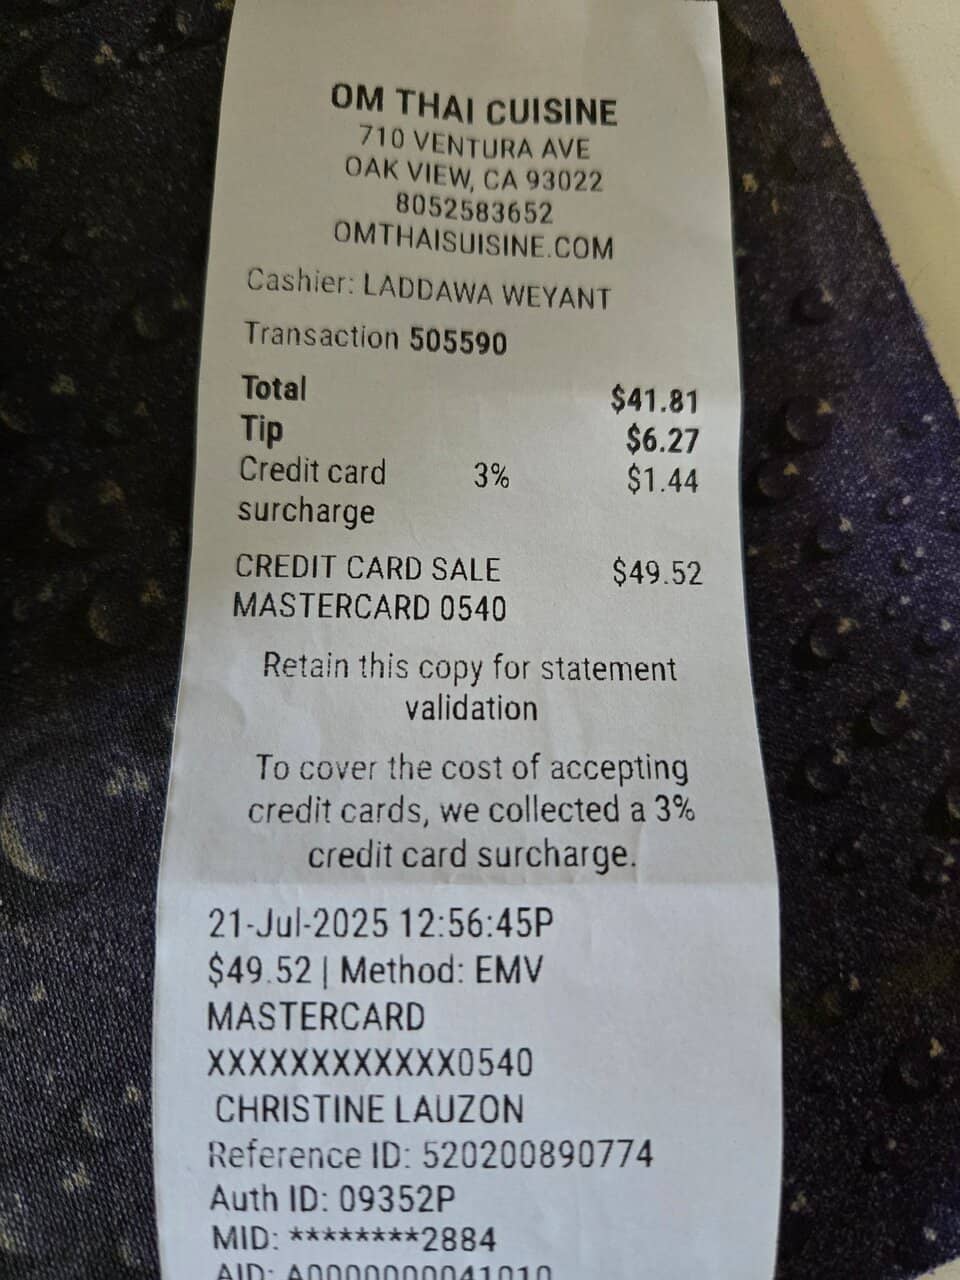 OM THAI CUISINE
710 VENTURA AVE
OAK VIEW, CA 93022
8052583652
OMTHAISUISINE.COM
Cashier: LADDAWA WEYANT
Transaction 505590
Total $41.81
Tip $6.27
Credit card 3% $1.44
surcharge
CREDIT CARD SALE $49.52
MASTERCARD 0540
Retain this copy for statement
validation
To cover the cost of accepting
credit cards, we collected a 3%
credit card surcharge.
21-Jul-2025 12:56:45P
$49.52 | Method: EMV
MASTERCARD
XXXXXXXXXXXX0540
CHRISTINE LAUZON
Reference ID: 520200890774
Auth ID: 09352P
MID: ********2884
AID: A0000000041010